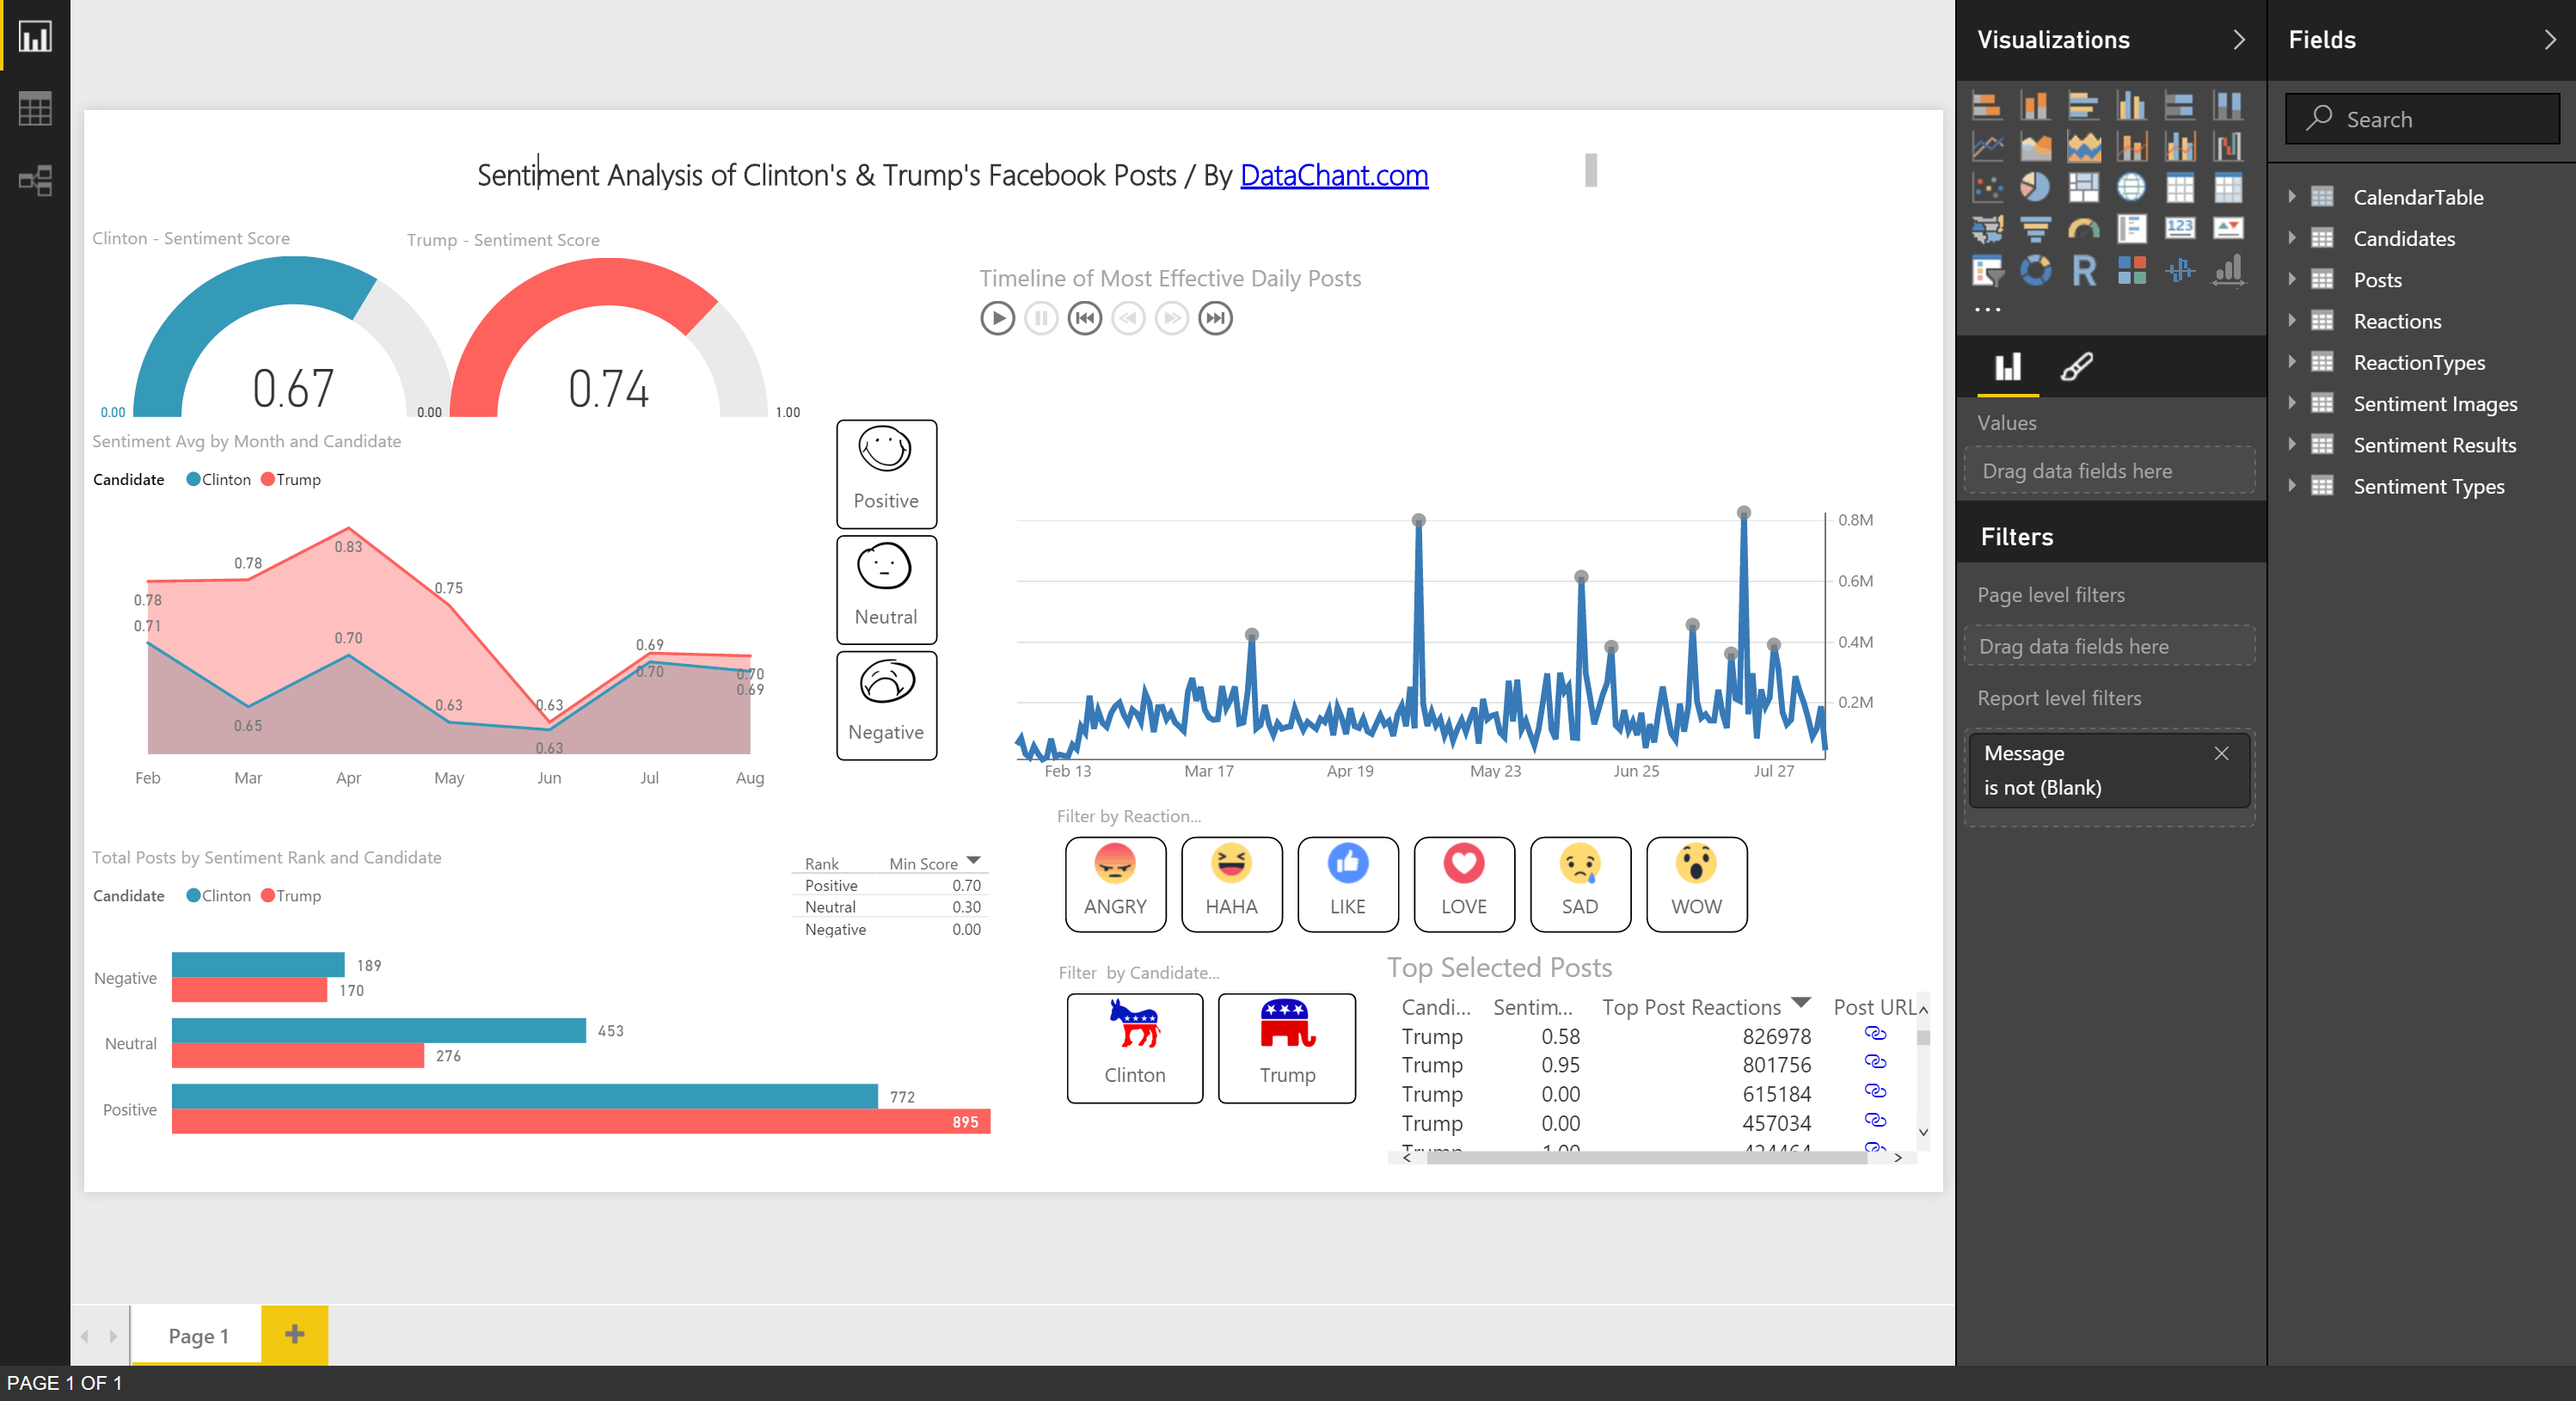 Sentiment Analysis of Clinton's & Trump's Facebook Posts / By DataChant.com
Clinton - Sentiment Score
0.00
0.67
Trump - Sentiment Score
0.00
0.74
1.00
Sentiment Avg by Month and Candidate
Candidate Clinton Trump
0.78
0.71
0.78
0.65
0.83
0.70
0.75
0.63
0.63
0.63
0.69
0.70
0.70
0.69
Feb Mar Apr May Jun Jul Aug
Positive
Neutral
Negative
Timeline of Most Effective Daily Posts
0.8M
0.6M
0.4M
0.2M
Feb 13 Mar 17 Apr 19 May 23 Jun 25 Jul 27
Total Posts by Sentiment Rank and Candidate
Candidate Clinton Trump
Negative 189
170
Neutral 453
276
Positive 772
895
Rank Min Score
Positive 0.70
Neutral 0.30
Negative 0.00
Filter by Reaction...
ANGRY HAHA LIKE LOVE SAD WOW
Filter by Candidate...
Clinton Trump
Top Selected Posts
Candi... Sentim... Top Post Reactions Post URL
Trump 0.58 826978
Trump 0.95 801756
Trump 0.00 615184
Trump 0.00 457034
Trump 1.00 424464
Page 1
PAGE 1 OF 1
Visualizations
R
123
...
Values
Drag data fields here
Filters
Page level filters
Drag data fields here
Report level filters
Message
is not (Blank)
Fields
Search
CalendarTable
Candidates
Posts
Reactions
ReactionTypes
Sentiment Images
Sentiment Results
Sentiment Types